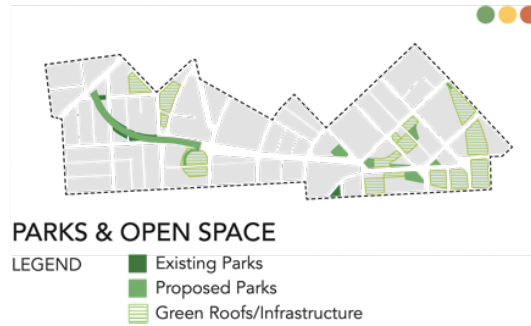 PARKS & OPEN SPACE
LEGEND
Existing Parks
Proposed Parks
Green Roofs/Infrastructure